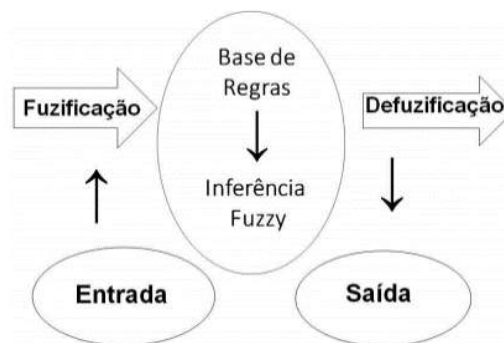 Fuzificação
Base de
Regras
Inferência
Fuzzy
Defuzificação
Entrada
Saída